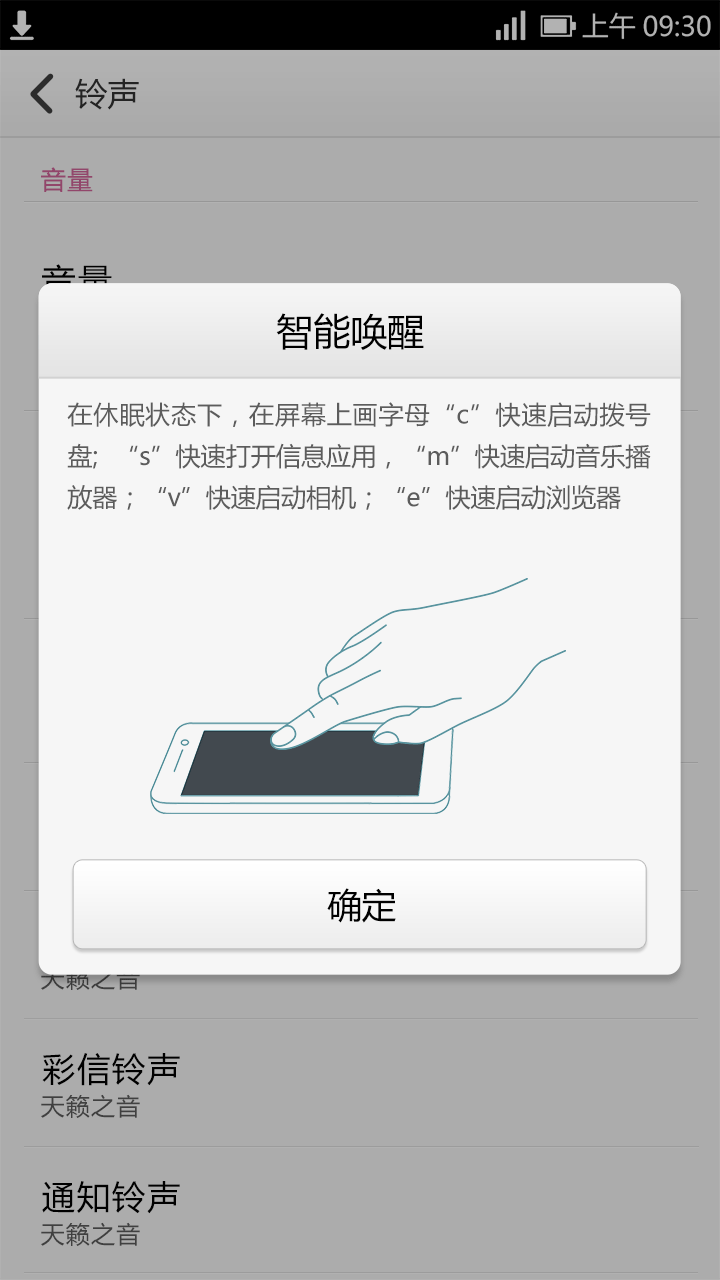 上午 09:30
铃声
音量
音量
智能唤醒
在休眠状态下，在屏幕上画字母“c”快速启动拨号
盘;　“s”快速打开信息应用，“m”快速启动音乐播
放器；“v”快速启动相机；“e”快速启动浏览器
确定
天籁之音
彩信铃声
天籁之音
通知铃声
天籁之音